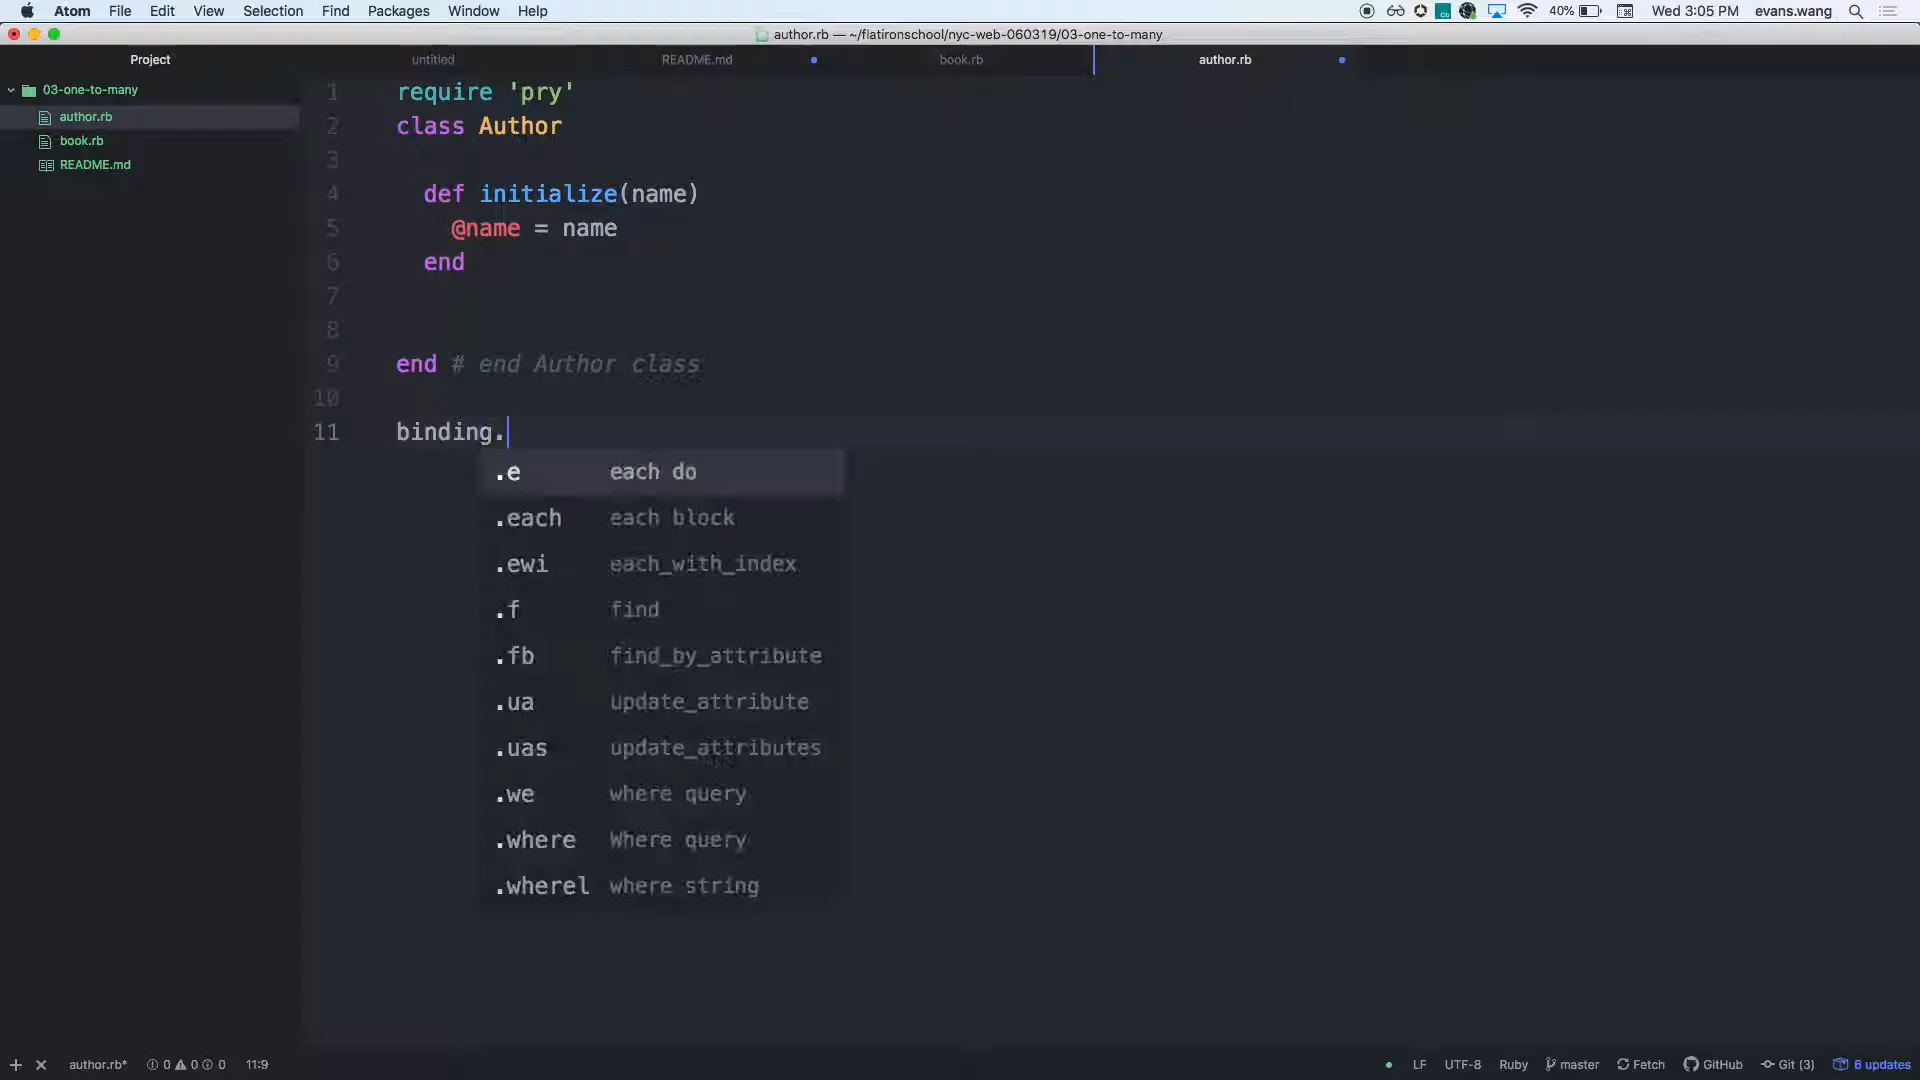 Atom File Edit View Selection Find Packages Window Help 40% Wed 3:05 PM evans.wang
author.rb — ~/flatironschool/nyc-web-060319/03-one-to-many
Project untitled README.md book.rb author.rb
03-one-to-many
author.rb
book.rb
README.md
1 require 'pry'
2 class Author
3
4 def initialize(name)
5 @name = name
6 end
7
8
9 end # end Author class
10
11 binding.
.e each do
.each each block
.ewi each_with_index
.f find
.fb find_by_attribute
.ua update_attribute
.uas update_attributes
.we where query
.where Where query
.wherel where string
author.rb* 0 0 0 11:9 LF UTF-8 Ruby master Fetch GitHub Git (3) 6 updates